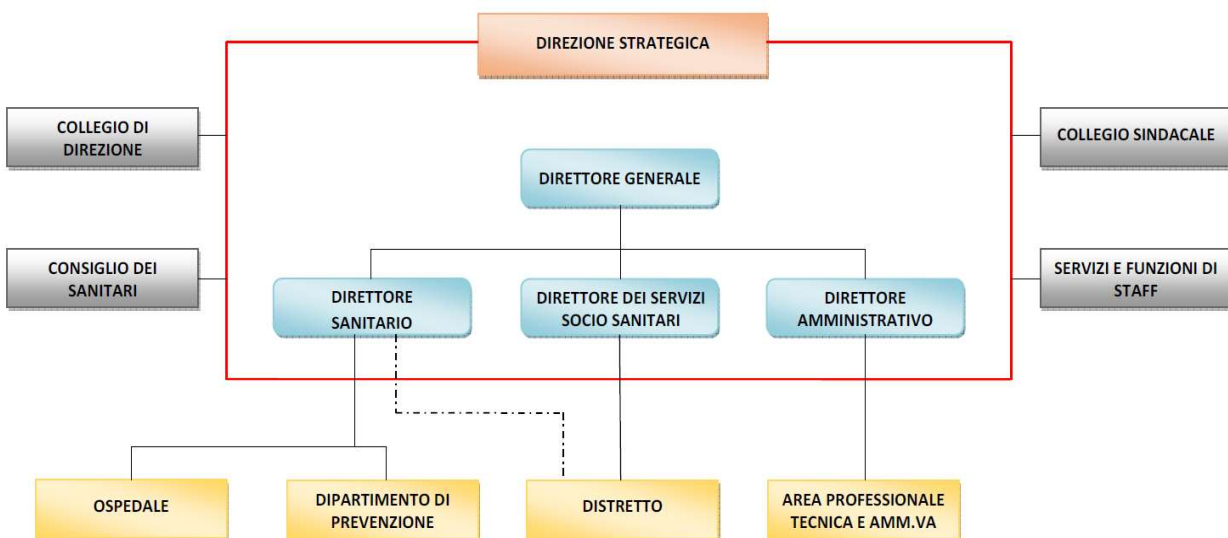 DIREZIONE STRATEGICA
COLLEGIO DI
DIREZIONE
COLLEGIO SINDACALE
DIRETTORE GENERALE
CONSIGLIO DEI
SANITARI
SERVIZI E FUNZIONI DI
STAFF
DIRETTORE
SANITARIO
DIRETTORE DEI SERVIZI
SOCIO SANITARI
DIRETTORE
AMMINISTRATIVO
OSPEDALE
DIPARTIMENTO DI
PREVENZIONE
DISTRETTO
AREA PROFESSIONALE
TECNICA E AMM.VA